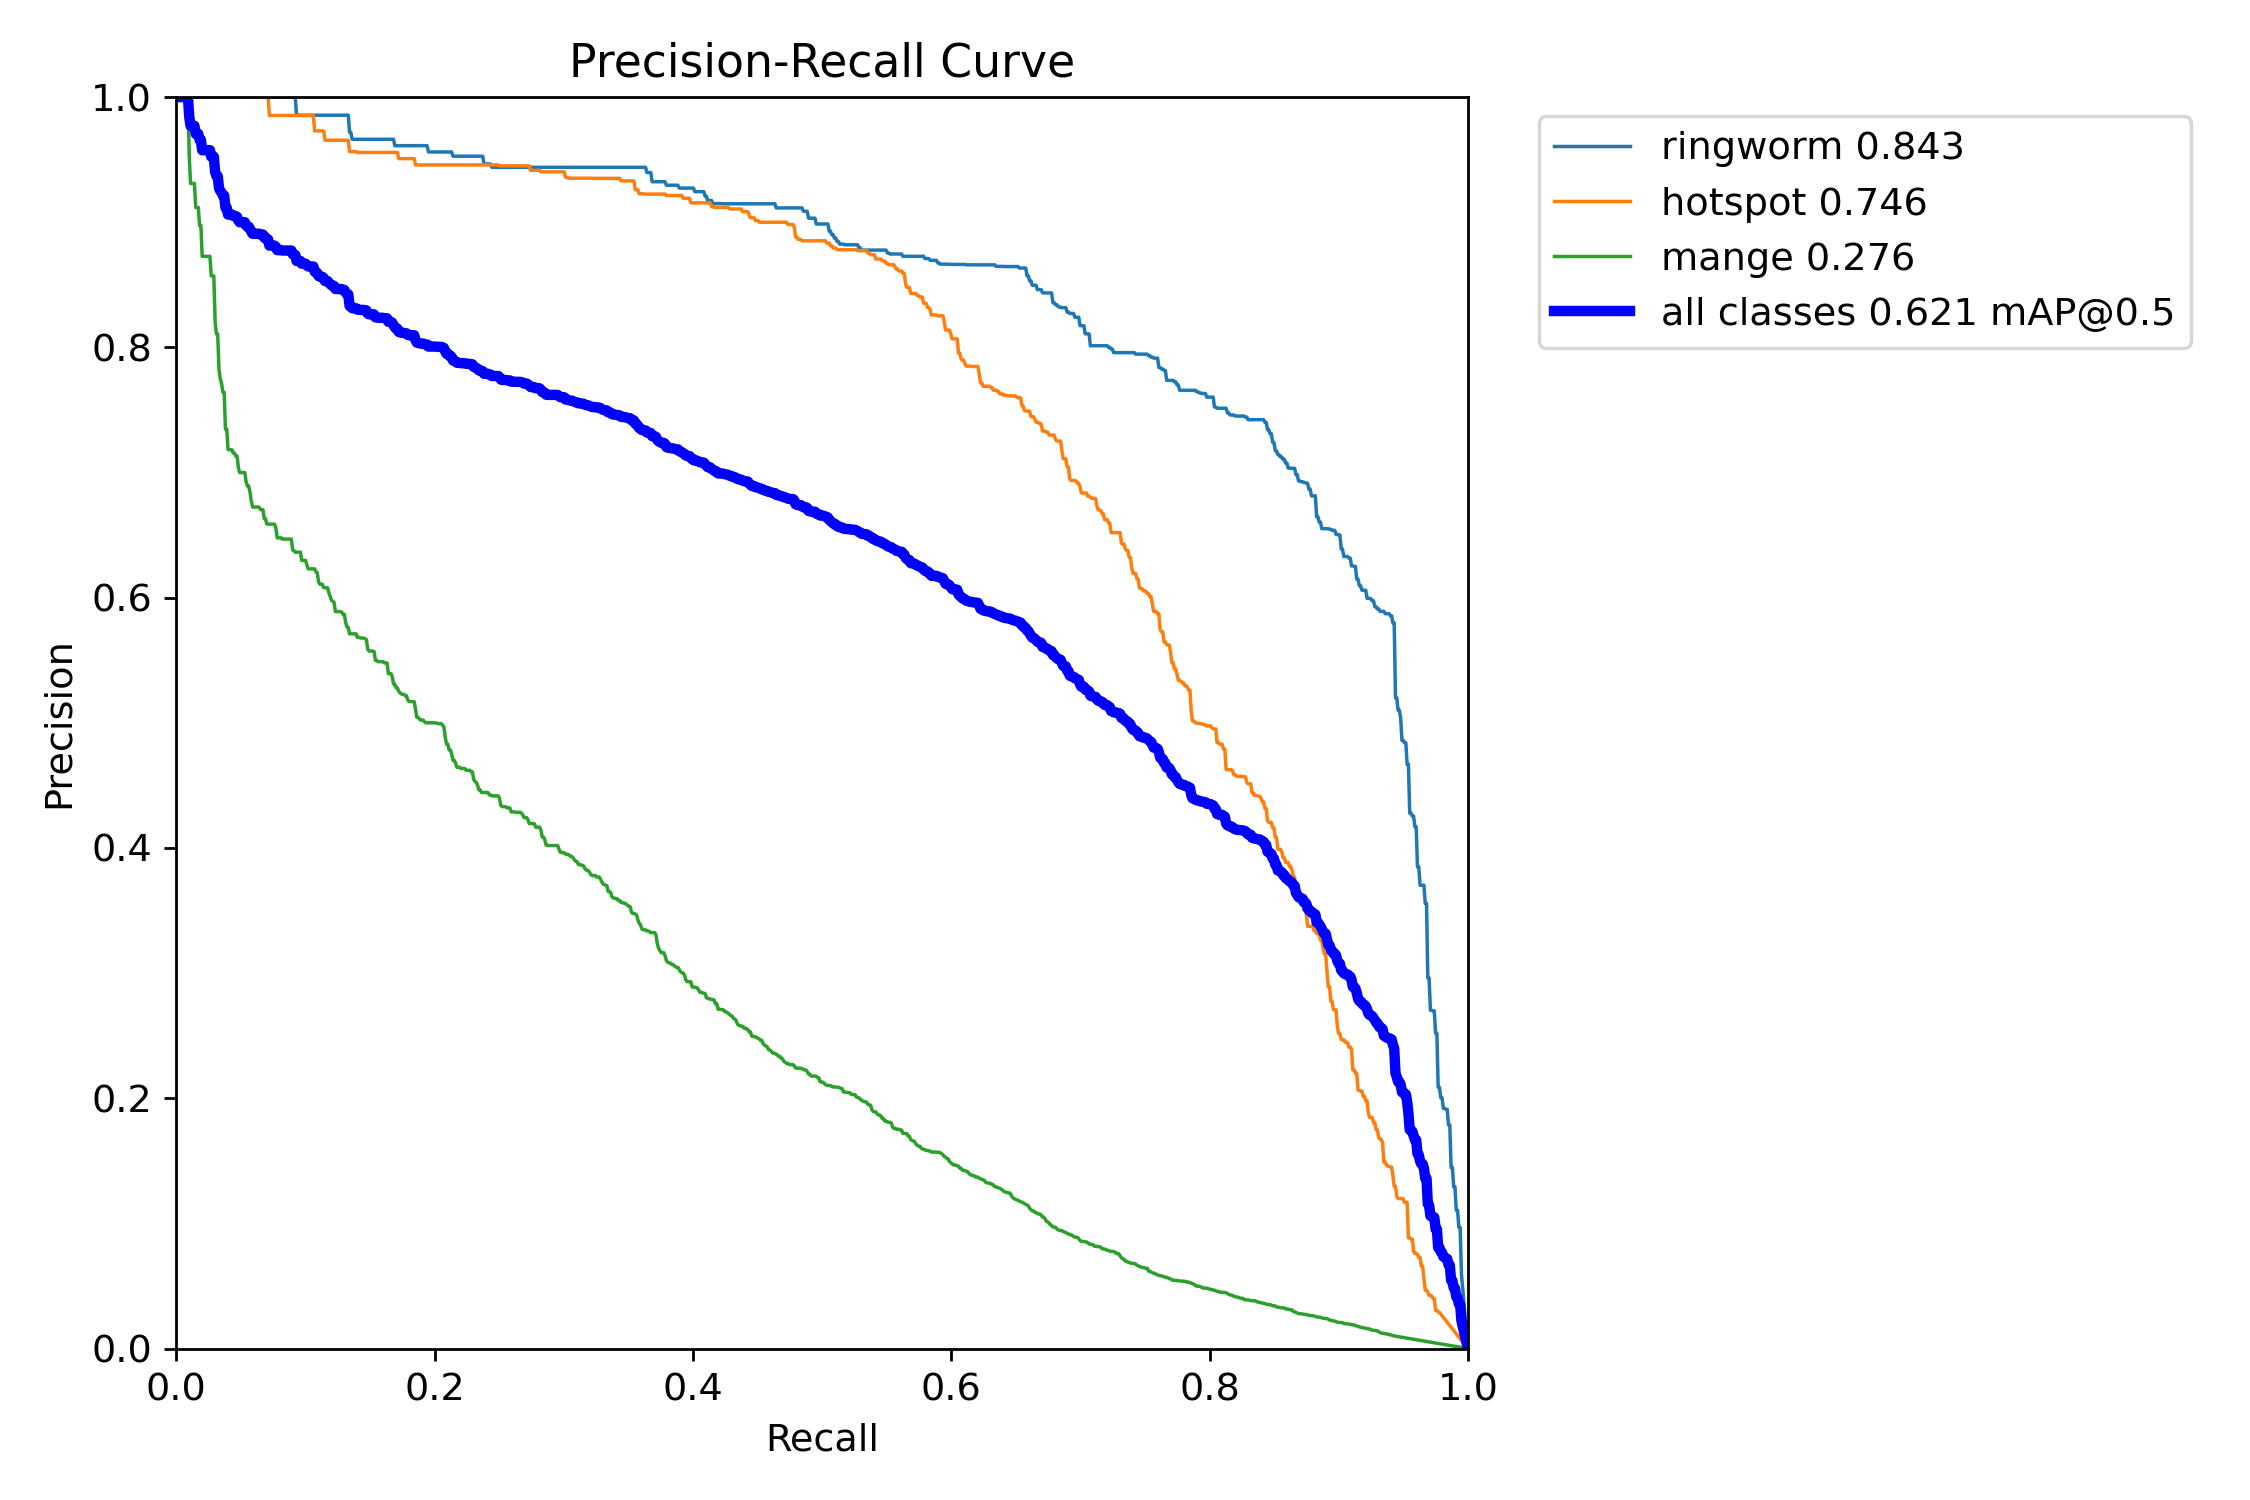 Precision-Recall Curve
1.0
0.8
0.6
0.4
0.2
0.0
Precision
0.0 0.2 0.4 0.6 0.8 1.0
Recall
ringworm 0.843
hotspot 0.746
mange 0.276
all classes 0.621 mAP@0.5